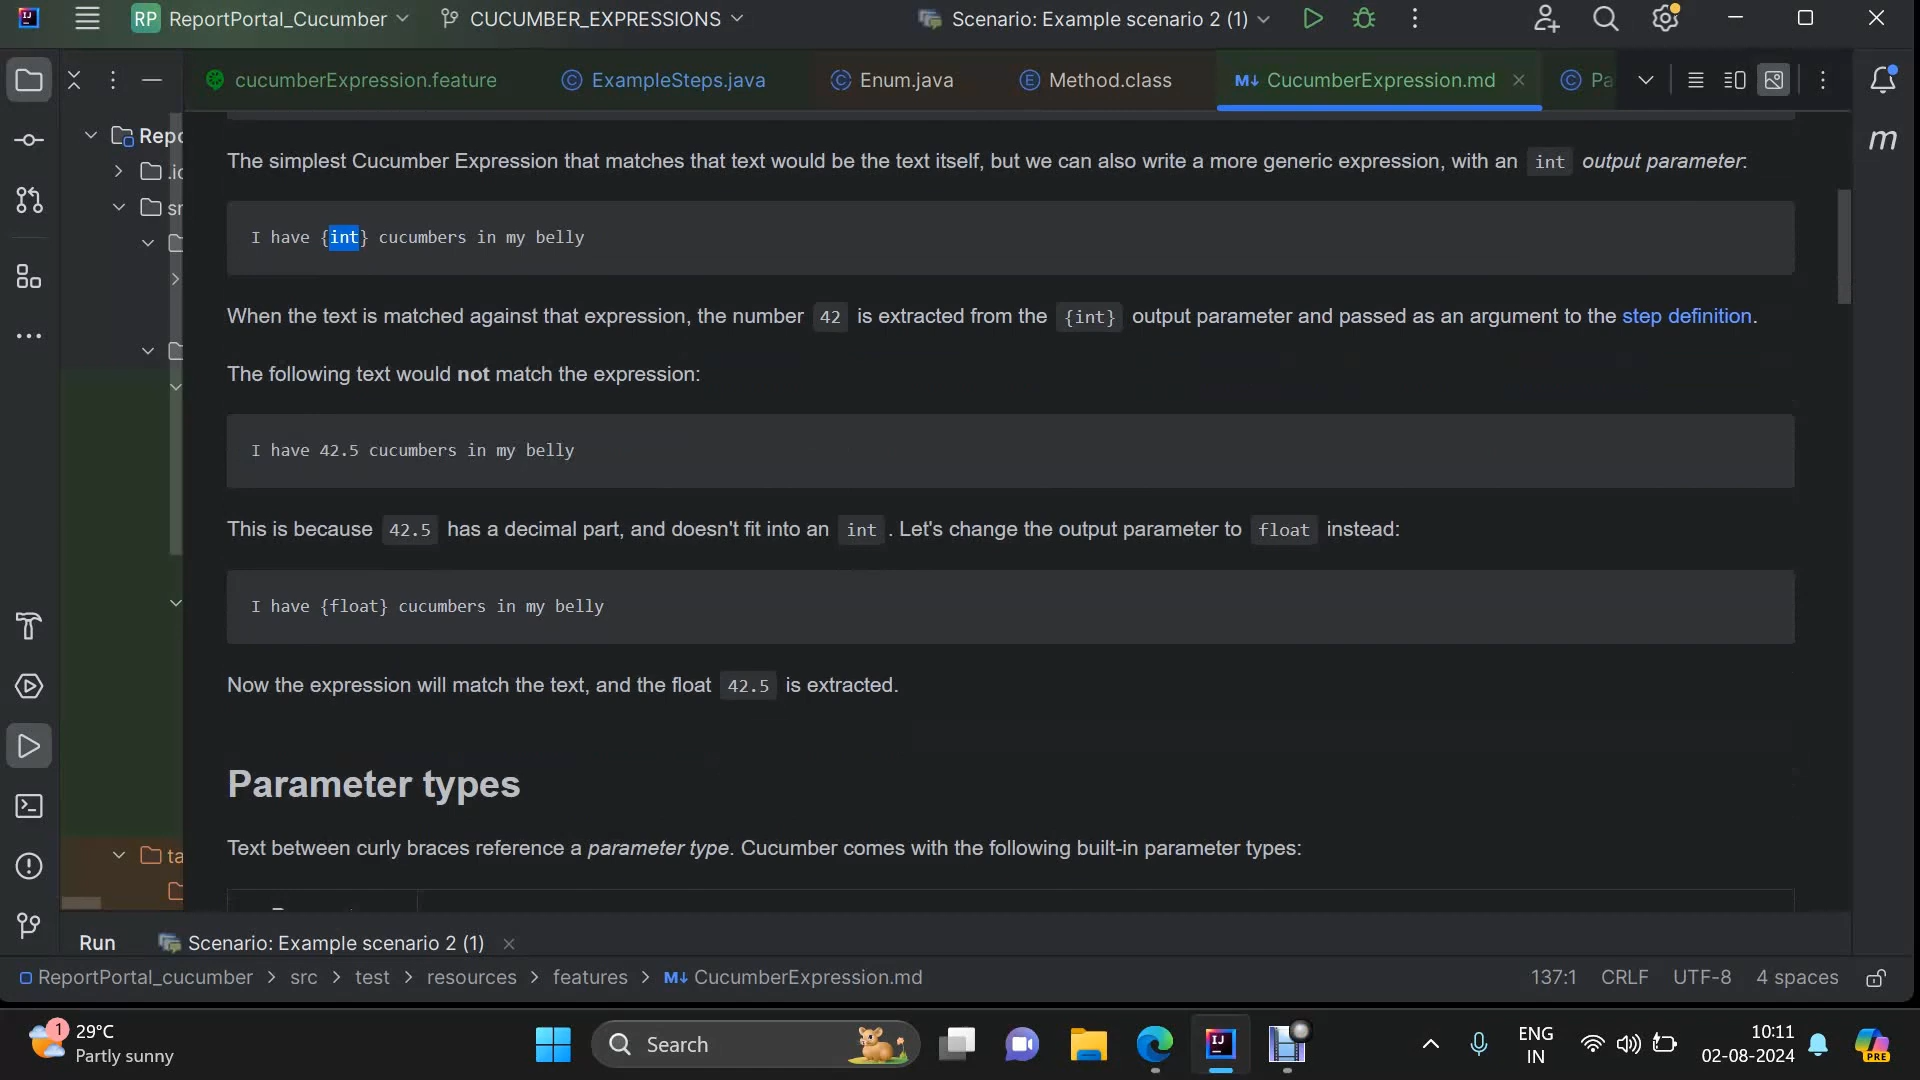 RP ReportPortal_Cucumber CUCUMBER_EXPRESSIONS Scenario: Example scenario 2 (1)
cucumberExpression.feature ExampleSteps.java Enum.java Method.class M↓ CucumberExpression.md Pa
Repo
The simplest Cucumber Expression that matches that text would be the text itself, but we can also write a more generic expression, with an int output parameter:
I have {int} cucumbers in my belly
When the text is matched against that expression, the number 42 is extracted from the {int} output parameter and passed as an argument to the step definition.
The following text would not match the expression:
I have 42.5 cucumbers in my belly
This is because 42.5 has a decimal part, and doesn't fit into an int . Let's change the output parameter to float instead:
I have {float} cucumbers in my belly
Now the expression will match the text, and the float 42.5 is extracted.
Parameter types
Text between curly braces reference a parameter type. Cucumber comes with the following built-in parameter types:
ta
Run Scenario: Example scenario 2 (1)
ReportPortal_cucumber > src > test > resources > features > M↓ CucumberExpression.md 137:1 CRLF UTF-8 4 spaces
1 29°C
Partly sunny
Search
ENG
IN
10:11
02-08-2024
PRE